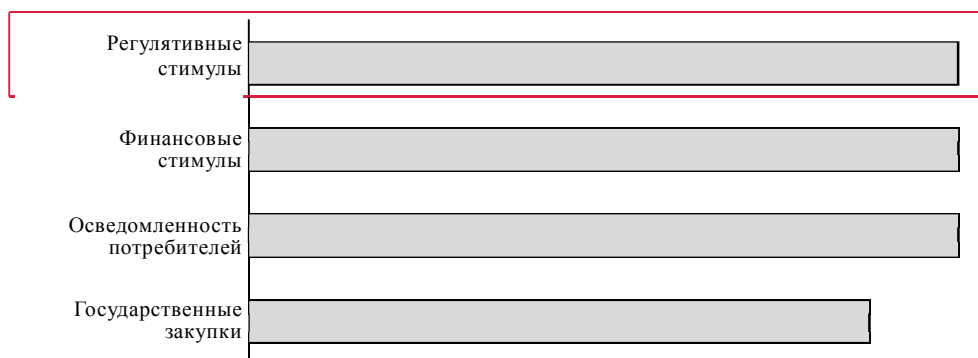 Регулятивные
стимулы
Финансовые
стимулы
Осведомленность
потребителей
Государственные
закупки